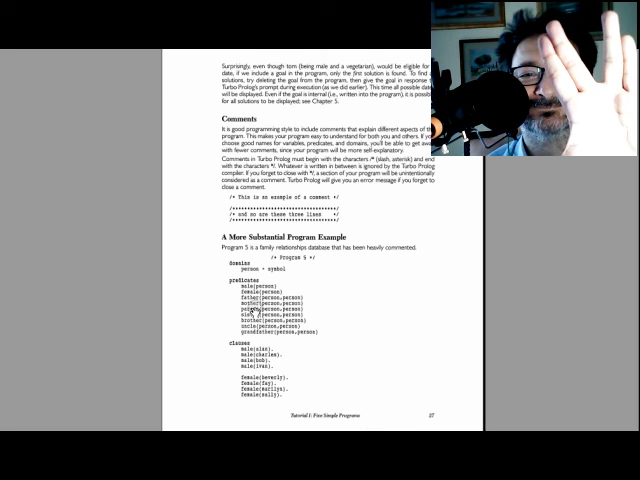 Surprisingly, even though tom (being male and a vegetarian), would be eligible for
date, if we include a goal in the program, only the first solution is found. To find
solutions, try deleting the goal from the program, then give the goal in response
Turbo Prolog's prompt during execution (as we did earlier). This time all possible
will be displayed. Even if the goal is internal (i.e., written into the program), it is
for all solutions to be displayed; see Chapter 5.
Comments
It is good programming style to include comments that explain different aspects of
program. This makes your program easy to understand for both you and others. If you
choose good names for variables, predicates, and domains, you'll be able to get away
with fewer comments, since your program will be more self-explanatory.
Comments in Turbo Prolog must begin with the characters /* (slash, asterisk) and end
with the characters */. Whatever is written in between is ignored by the Turbo Prolog
compiler. If you forget to close with */, a section of your program will be unintentionally
considered as a comment. Turbo Prolog will give you an error message if you forget to
close a comment.
/* This is an example of a comment */
/***********************************/
/* and so are these three lines */
/***********************************/
A More Substantial Program Example
Program 5 is a family relationships database that has been heavily commented.
/* Program 5 */
domains
person = symbol
predicates
male(person)
female(person)
father(person,person)
mother(person,person)
parent(person,person)
sister(person,person)
brother(person,person)
uncle(person,person)
grandfather(person,person)
clauses
male(alan).
male(charles).
male(bob).
male(ivan).
female(beverly).
female(fay).
female(marilyn).
female(sally).
Tutorial I: Five Simple Programs 27